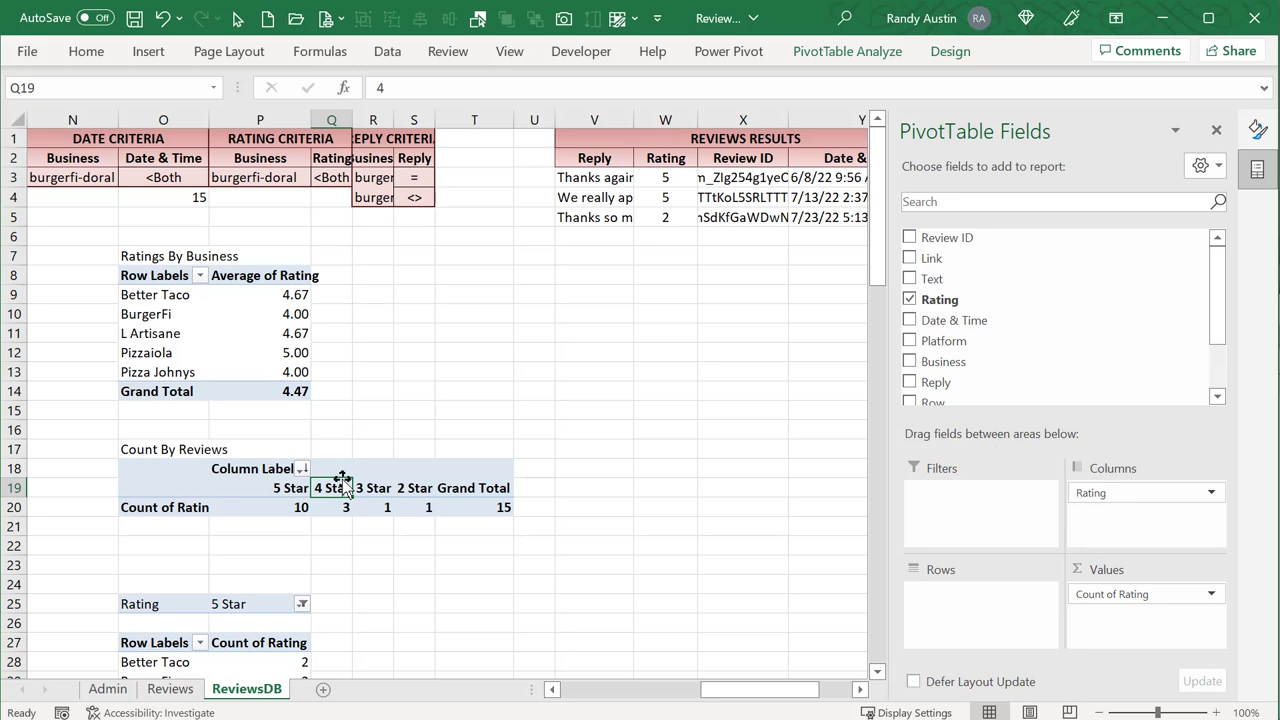 AutoSave Off Review... Randy Austin RA
File Home Insert Page Layout Formulas Data Review View Developer Help Power Pivot PivotTable Analyze Design Comments Share
Q19 fx 4
N O P Q R S T U V W X Y
1 DATE CRITERIA RATING CRITERIA REPLY CRITERI REVIEWS RESULTS
2 Business Date & Time Business Rating Busines Reply Reply Rating Review ID Date &
3 burgerfi-doral <Both burgerfi-doral <Both burger = Thanks again 5 m_ZIg254g1yeC 6/8/22 9:56
4 15 burger <> We really ap 5 TTtKoL5SRLTTT 7/13/22 2:37
5 Thanks so m 2 nSdKfGaWDwN 7/23/22 5:13
6
7 Ratings By Business
8 Row Labels Average of Rating
9 Better Taco 4.67
10 BurgerFi 4.00
11 L Artisane 4.67
12 Pizzaiola 5.00
13 Pizza Johnys 4.00
14 Grand Total 4.47
15
16
17 Count By Reviews
18 Column Label
19 5 Star 4 Sta 3 Star 2 Star Grand Total
20 Count of Ratin 10 3 1 1 15
21
22
23
24
25 Rating 5 Star
26
27 Row Labels Count of Rating
28 Better Taco 2
Admin Reviews ReviewsDB
Ready Accessibility: Investigate Display Settings 100%
PivotTable Fields
Choose fields to add to report:
Search
Review ID
Link
Text
Rating
Date & Time
Platform
Business
Reply
Row
Drag fields between areas below:
Filters
Columns
Rating
Rows
Values
Count of Rating
Defer Layout Update Update